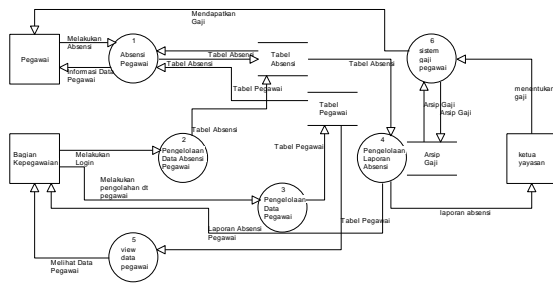 Mendapatkan
Gaji
Pegawai
Melakukan
Absensi
Informasi Data
Pegawai
1
Absensi
Pegawai
Tabel Absensi
Tabel Absensi
Tabel
Absensi
Tabel Absensi
6
sistem
gaji
pegawai
menentukan
gaji
Tabel Pegawai
Tabel
Pegawai
Arsip Gaji
Arsip Gaji
Tabel Absensi
Bagian
Kepegawaian
Melakukan
Login
2
Pengelolaan
Data Absensi
Pegawai
Tabel Pegawai
4
Pengelolaan
Laporan
Absensi
Arsip
Gaji
ketua
yayasan
Melakukan
pengolahan dt
pegawai
3
Pengelolaan
Data
Pegawai
Tabel Pegawai
laporan absensi
Laporan Absensi
Pegawai
5
view
data
pegawai
Melihat Data
Pegawai